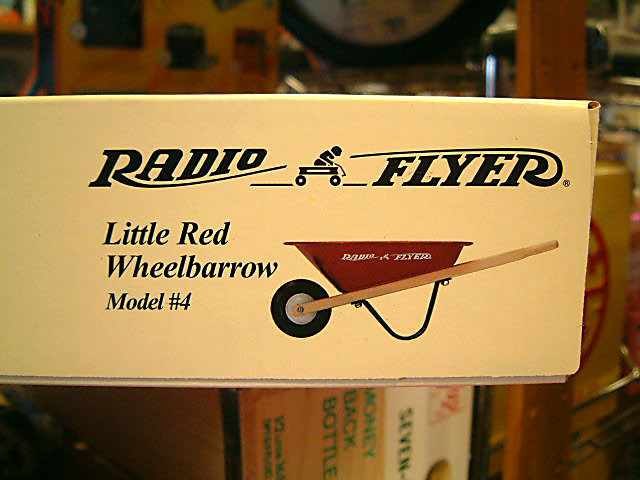 RADIO FLYER®
Little Red
Wheelbarrow
Model #4
RADIO FLYER
MONEY
BACK
BOTTLE
SEVEN-